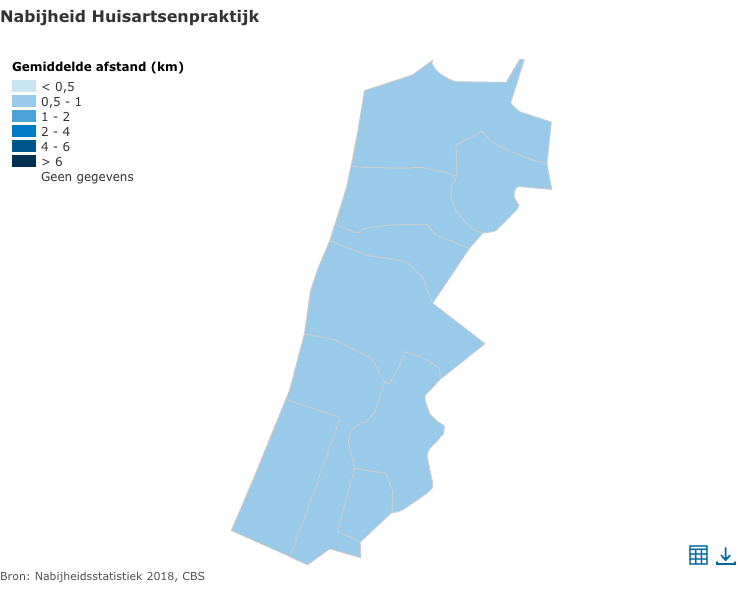 Nabijheid Huisartsenpraktijk
Gemiddelde afstand (km)
< 0,5
0,5 - 1
1 - 2
2 - 4
4 - 6
> 6
Geen gegevens
Bron: Nabijheidsstatistiek 2018, CBS